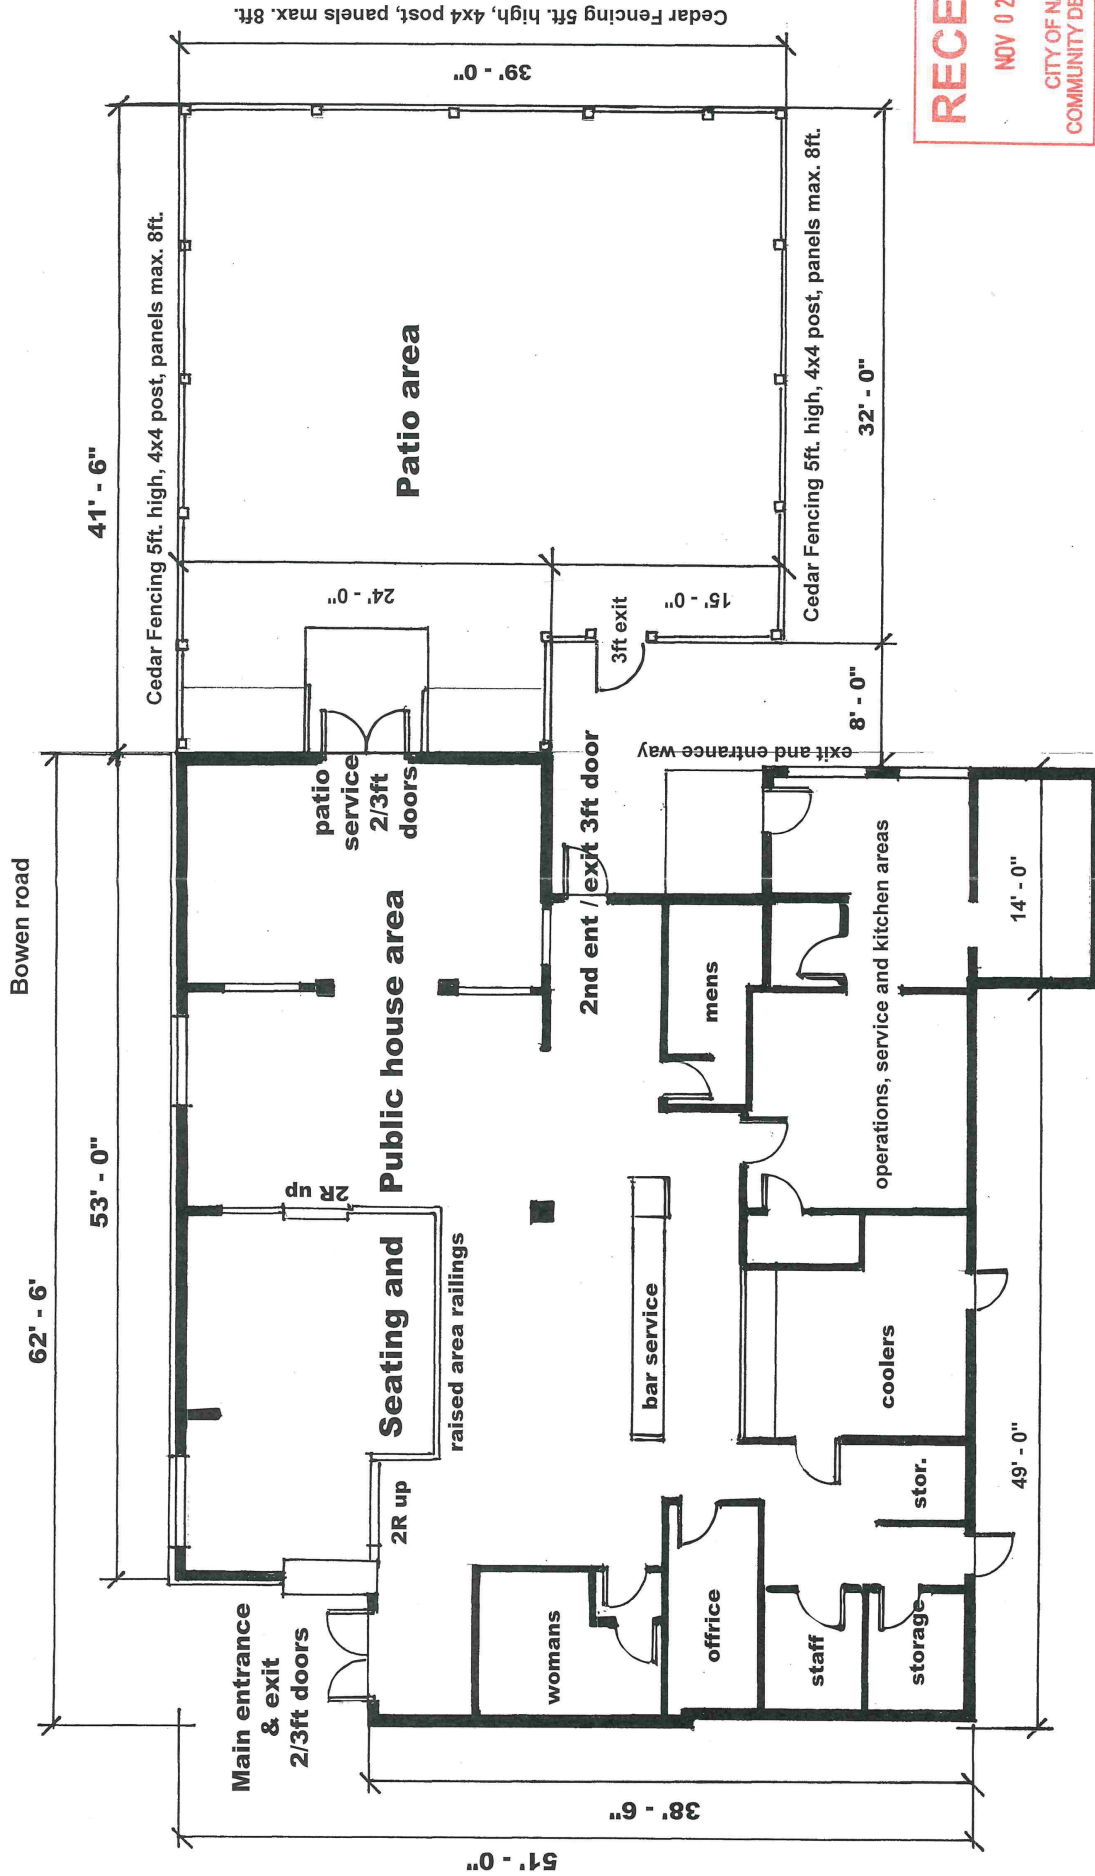 Bowen road
62' - 6'
53' - 0"
41' - 6"
Cedar Fencing 5ft. high, 4x4 post, panels max. 8ft.
Cedar Fencing 5ft. high, 4x4 post, panels max. 8ft.
39' - 0"
Main entrance
& exit
2/3ft doors
2R up
2R up
Seating and Public house area
raised area railings
patio
service
2/3ft
doors
24' - 0"
15' - 0"
Patio area
3ft exit
2nd ent / exit 3ft door
exit and entrance way
8' - 0"
32' - 0"
Cedar Fencing 5ft. high, 4x4 post, panels max. 8ft.
womans
office
staff
storage
stor.
bar service
coolers
mens
operations, service and kitchen areas
14' - 0"
49' - 0"
38' - 6"
51' - 0"
RECE
NOV 02
CITY OF N
COMMUNITY DE